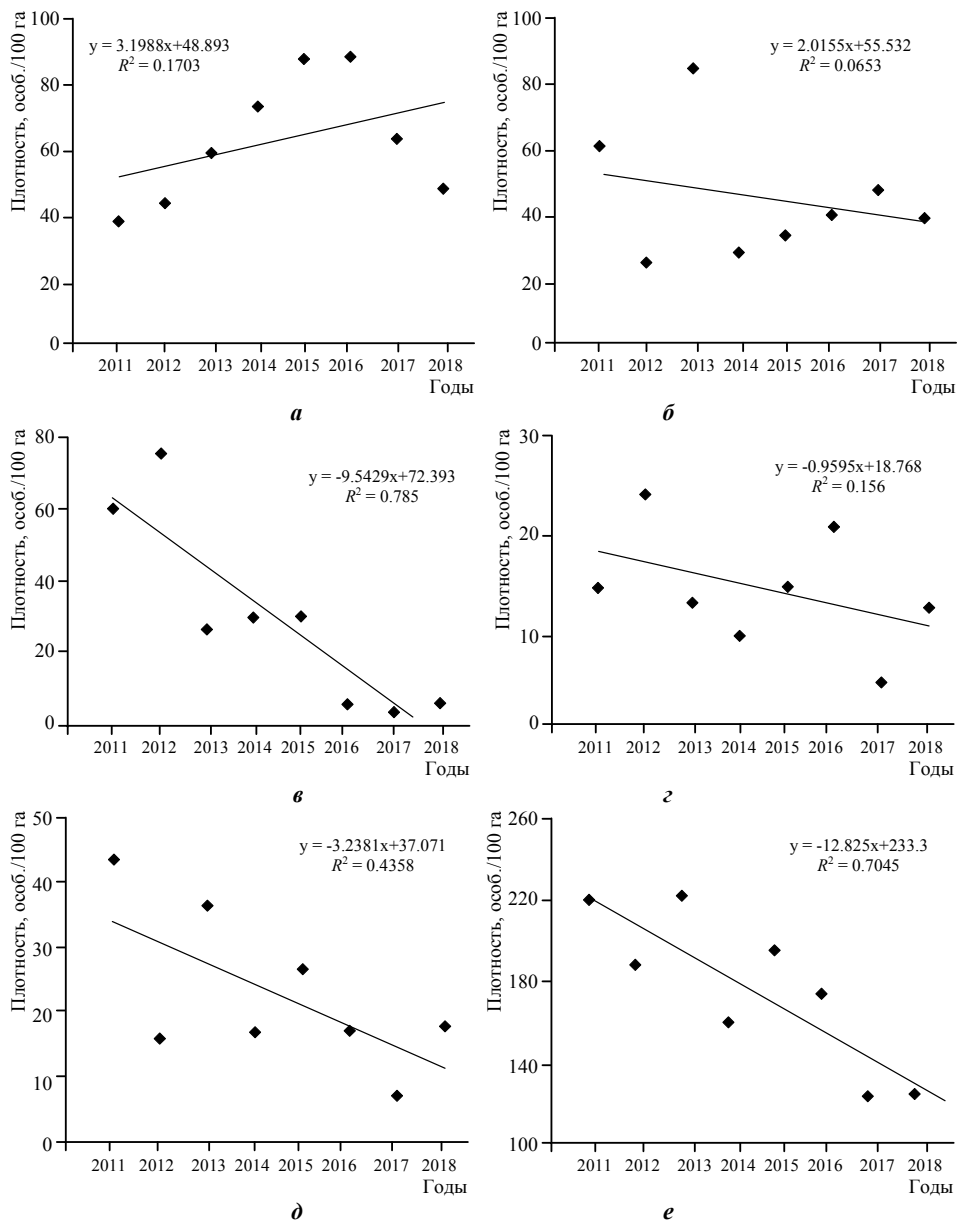 Плотность, особ./100 га
100
80
60
40
20
0
y = 3.1988x+48.893
R² = 0.1703
2011 2012 2013 2014 2015 2016 2017 2018
Годы
а
Плотность, особ./100 га
100
80
60
40
20
0
y = 2.0155x+55.532
R² = 0.0653
2011 2012 2013 2014 2015 2016 2017 2018
Годы
б
Плотность, особ./100 га
80
60
40
20
0
y = -9.5429x+72.393
R² = 0.785
2011 2012 2013 2014 2015 2016 2017 2018
Годы
в
Плотность, особ./100 га
30
20
10
0
y = -0.9595x+18.768
R² = 0.156
2011 2012 2013 2014 2015 2016 2017 2018
Годы
г
Плотность, особ./100 га
50
40
30
20
10
0
y = -3.2381x+37.071
R² = 0.4358
2011 2012 2013 2014 2015 2016 2017 2018
Годы
д
Плотность, особ./100 га
260
220
180
140
100
y = -12.825x+233.3
R² = 0.7045
2011 2012 2013 2014 2015 2016 2017 2018
Годы
е